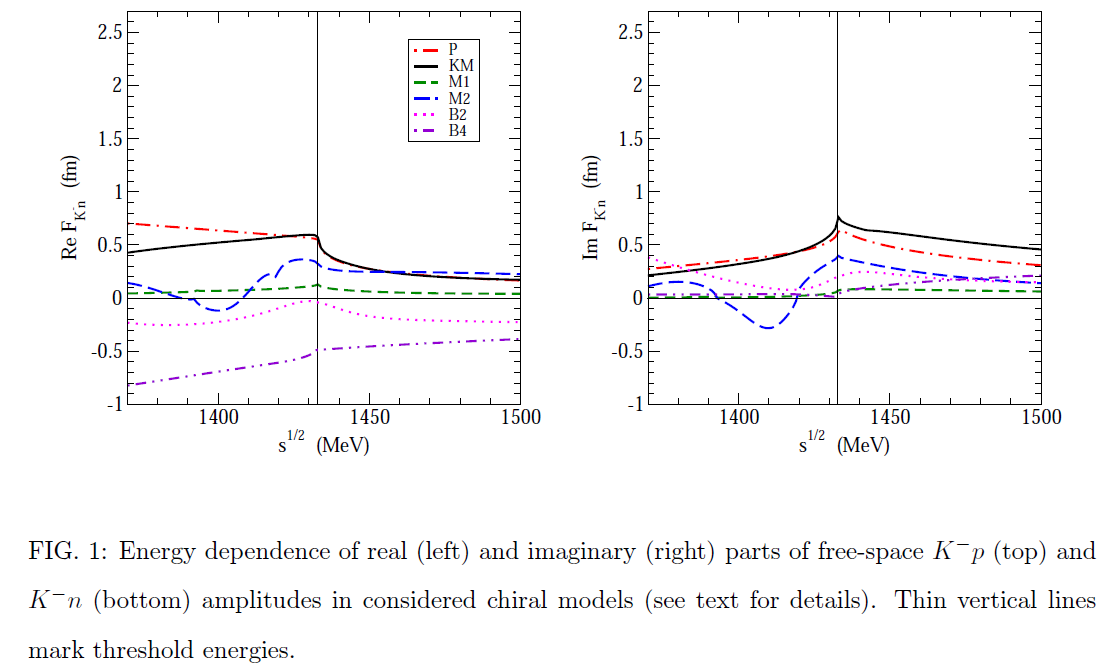 2.5
2
1.5
1
0.5
0
-0.5
-1
1400
1450
1500
Re F_{K⁻n} (fm)
s^{1/2} (MeV)
P
KM
M1
M2
B2
B4
2.5
2
1.5
1
0.5
0
-0.5
-1
1400
1450
1500
Im F_{K⁻n} (fm)
s^{1/2} (MeV)
FIG. 1: Energy dependence of real (left) and imaginary (right) parts of free-space K⁻p (top) and
K⁻n (bottom) amplitudes in considered chiral models (see text for details). Thin vertical lines
mark threshold energies.